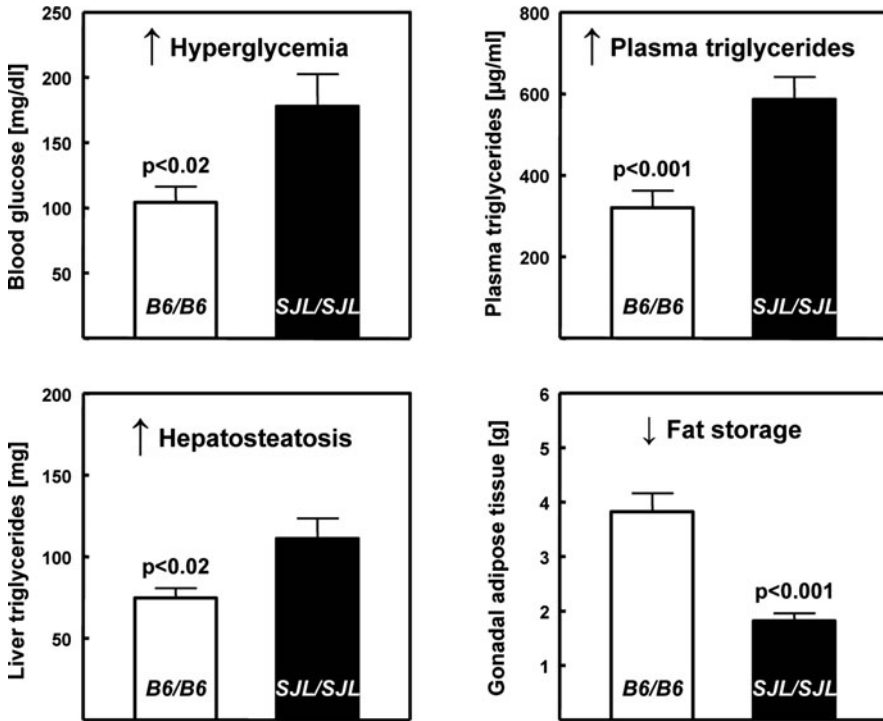 Blood glucose [mg/dl]
250
200
150
100
50
↑ Hyperglycemia
p<0.02
B6/B6
SJL/SJL
Plasma triglycerides [µg/ml]
800
600
400
200
↑ Plasma triglycerides
p<0.001
B6/B6
SJL/SJL
Liver triglycerides [mg]
200
150
100
50
↑ Hepatosteatosis
p<0.02
B6/B6
SJL/SJL
Gonadal adipose tissue [g]
6
5
4
3
2
1
↓ Fat storage
p<0.001
B6/B6
SJL/SJL